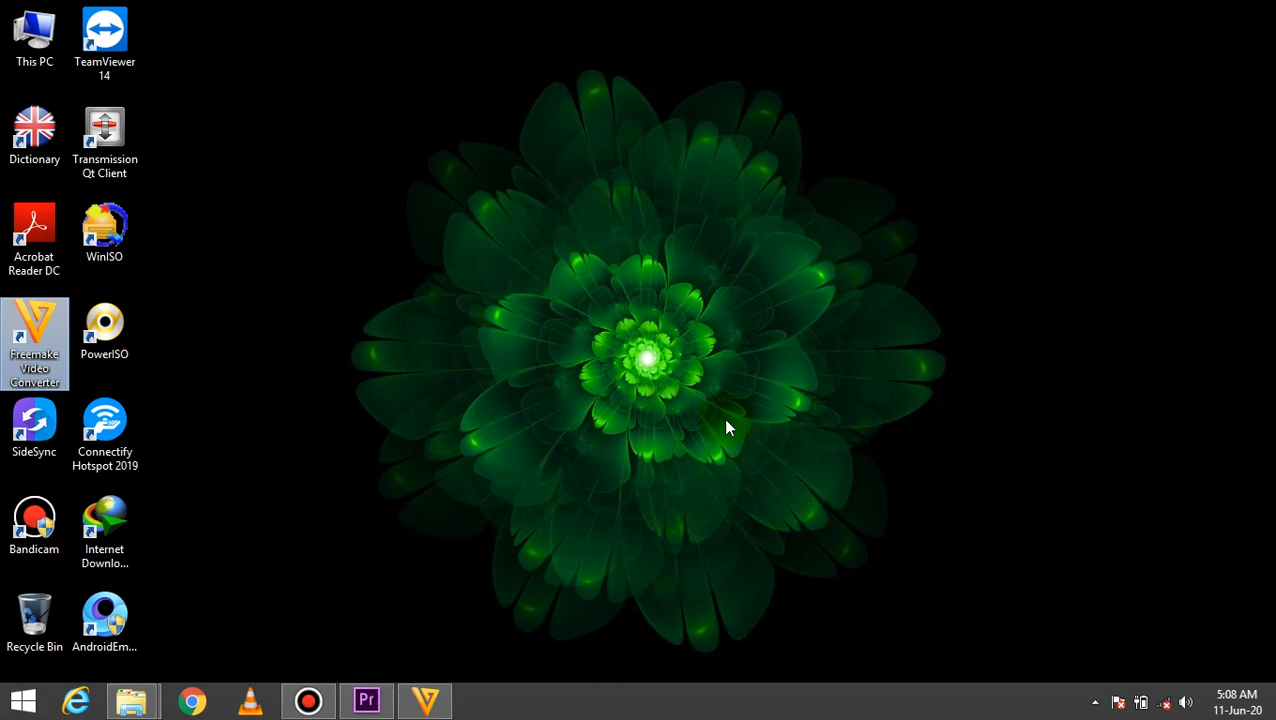 This PC
TeamViewer
14
Dictionary
Transmission
Qt Client
Acrobat
Reader DC
WinISO
Freemake
Video
Converter
PowerISO
SideSync
Connectify
Hotspot 2019
Bandicam
Internet
Downlo...
Recycle Bin
AndroidEm...
Pr
5:08 AM
11-Jun-20